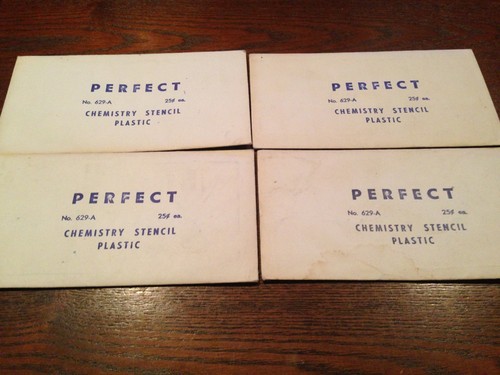 PERFECT
No. 629-A 25¢ ea.
CHEMISTRY STENCIL
PLASTIC
PERFECT
No. 629-A 25¢ ea.
CHEMISTRY STENCIL
PLASTIC
PERFECT
No. 629-A 25¢ ea.
CHEMISTRY STENCIL
PLASTIC
PERFECT
No. 629-A 25¢ ea.
CHEMISTRY STENCIL
PLASTIC